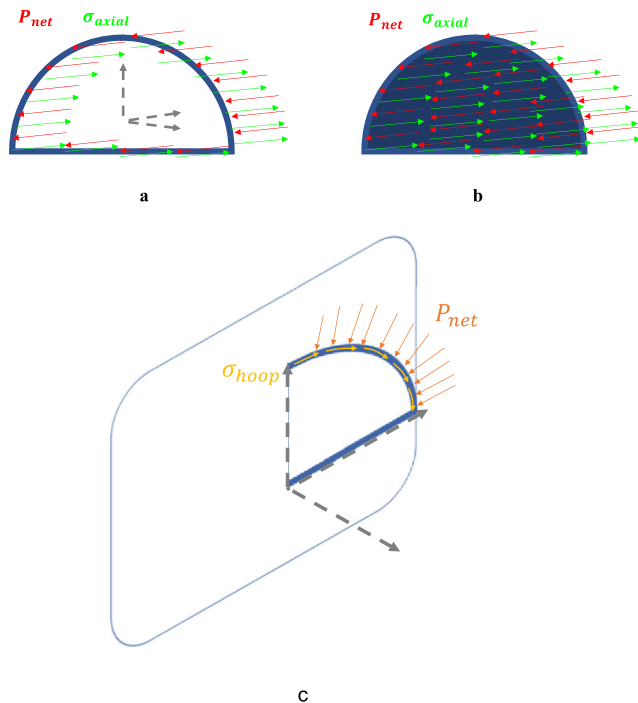 P_net σ_axial
P_net σ_axial
a
b
P_net
σ_hoop
c